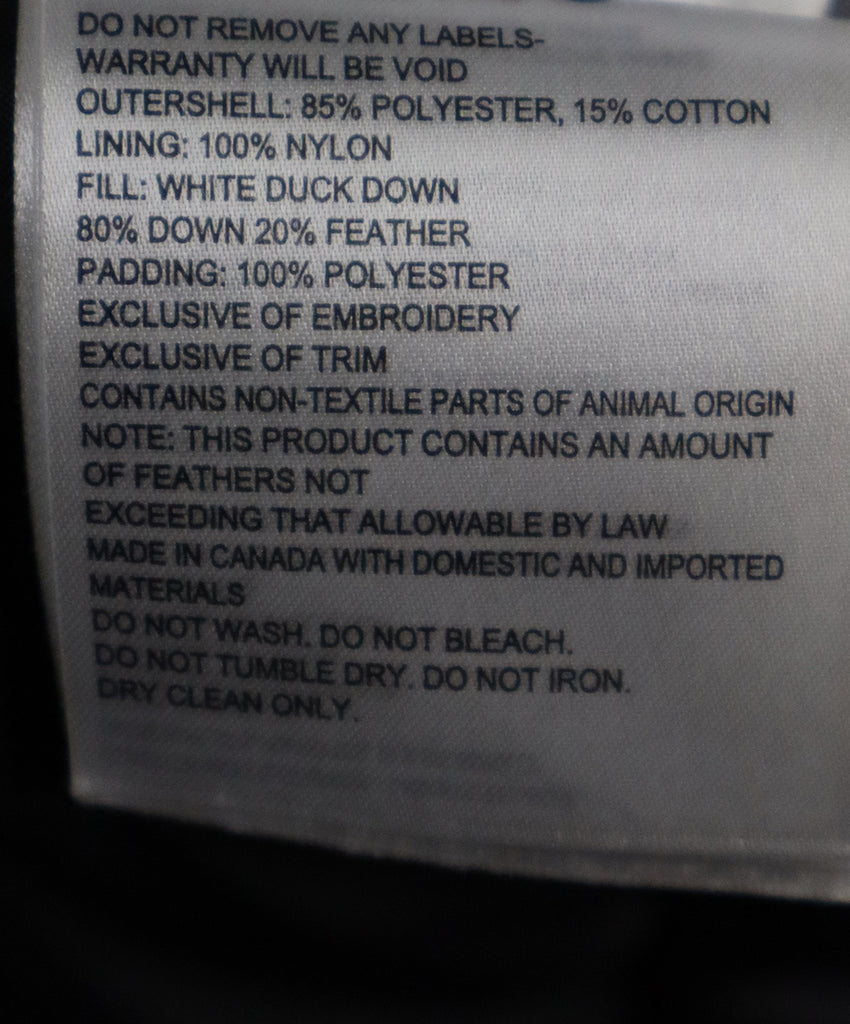 DO NOT REMOVE ANY LABELS-
WARRANTY WILL BE VOID
OUTERSHELL: 85% POLYESTER, 15% COTTON
LINING: 100% NYLON
FILL: WHITE DUCK DOWN
80% DOWN 20% FEATHER
PADDING: 100% POLYESTER
EXCLUSIVE OF EMBROIDERY
EXCLUSIVE OF TRIM
CONTAINS NON-TEXTILE PARTS OF ANIMAL ORIGIN
NOTE: THIS PRODUCT CONTAINS AN AMOUNT
OF FEATHERS NOT
EXCEEDING THAT ALLOWABLE BY LAW
MADE IN CANADA WITH DOMESTIC AND IMPORTED
MATERIALS
DO NOT WASH. DO NOT BLEACH.
DO NOT TUMBLE DRY. DO NOT IRON.
DRY CLEAN ONLY.